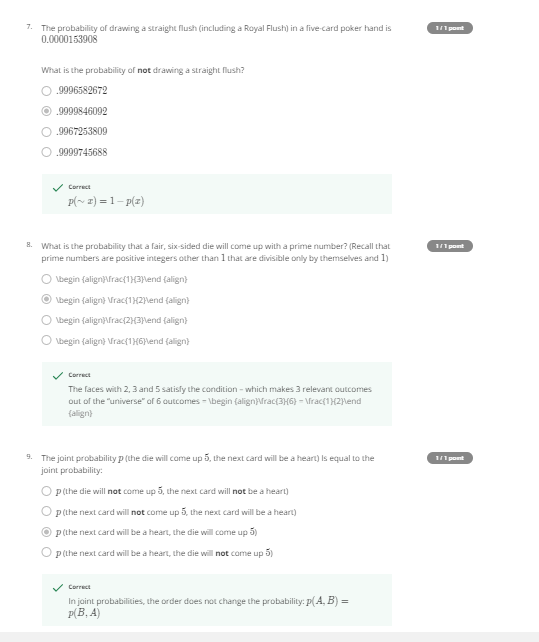 7. The probability of drawing a straight flush (including a Royal Flush) in a five-card poker hand is
0.0000153908
1 / 1 point
What is the probability of not drawing a straight flush?
.9996582672
.9999846092
.9967253809
.9999745688
Correct
p(∼ x) = 1 − p(x)
8. What is the probability that a fair, six-sided die will come up with a prime number? (Recall that
prime numbers are positive integers other than 1 that are divisible only by themselves and 1)
1 / 1 point
\begin {align}\frac{1}{3}\end {align}
\begin {align} \frac{1}{2}\end {align}
\begin {align}\frac{2}{3}\end {align}
\begin {align} \frac{1}{6}\end {align}
Correct
The faces with 2, 3 and 5 satisfy the condition – which makes 3 relevant outcomes
out of the "universe" of 6 outcomes = \begin {align}\frac{3}{6} = \frac{1}{2}\end
{align}
9. The joint probability p (the die will come up 5, the next card will be a heart) Is equal to the
joint probability:
1 / 1 point
p (the die will not come up 5, the next card will not be a heart)
p (the next card will not come up 5, the next card will be a heart)
p (the next card will be a heart, the die will come up 5)
p (the next card will be a heart, the die will not come up 5)
Correct
In joint probabilities, the order does not change the probability: p(A, B) =
p(B, A)